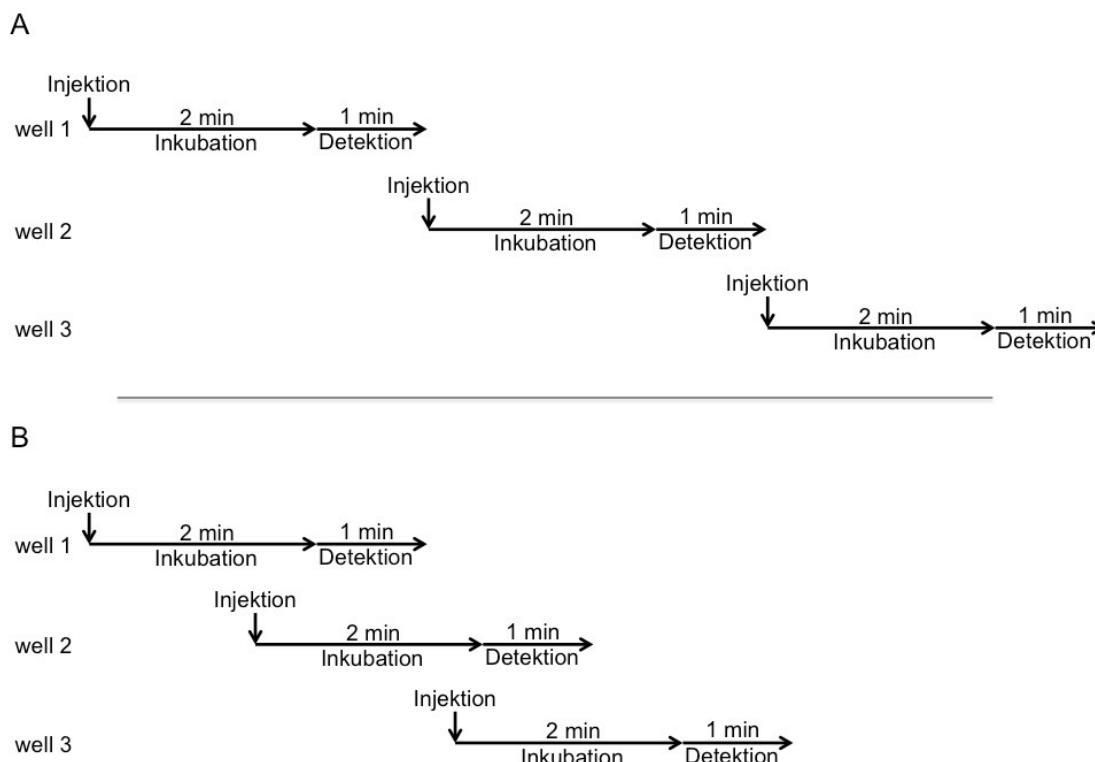 A
Injektion
2 min 1 min
well 1
Inkubation Detektion
Injektion
2 min 1 min
well 2
Inkubation Detektion
Injektion
2 min 1 min
well 3
Inkubation Detektion
B
Injektion
2 min 1 min
well 1
Inkubation Detektion
Injektion
2 min 1 min
well 2
Inkubation Detektion
Injektion
2 min 1 min
well 3
Inkubation Detektion